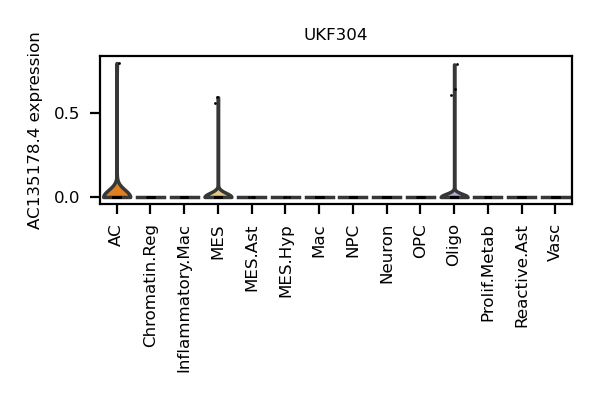 UKF304
AC135178.4 expression
0.5
0.0
AC
Chromatin.Reg
Inflammatory.Mac
MES
MES.Ast
MES.Hyp
Mac
NPC
Neuron
OPC
Oligo
Prolif.Metab
Reactive.Ast
Vasc